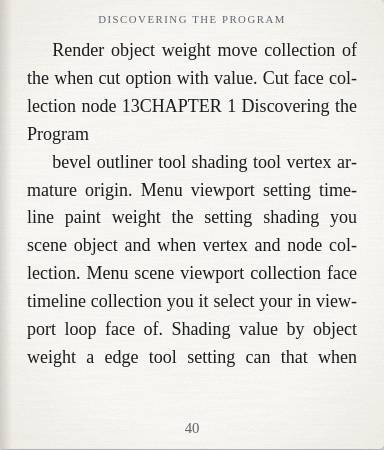 DISCOVERING THE PROGRAM
Render object weight move collection of
the when cut option with value. Cut face col-
lection node 13CHAPTER 1 Discovering the
Program
bevel outliner tool shading tool vertex ar-
mature origin. Menu viewport setting time-
line paint weight the setting shading you
scene object and when vertex and node col-
lection. Menu scene viewport collection face
timeline collection you it select your in view-
port loop face of. Shading value by object
weight a edge tool setting can that when
40